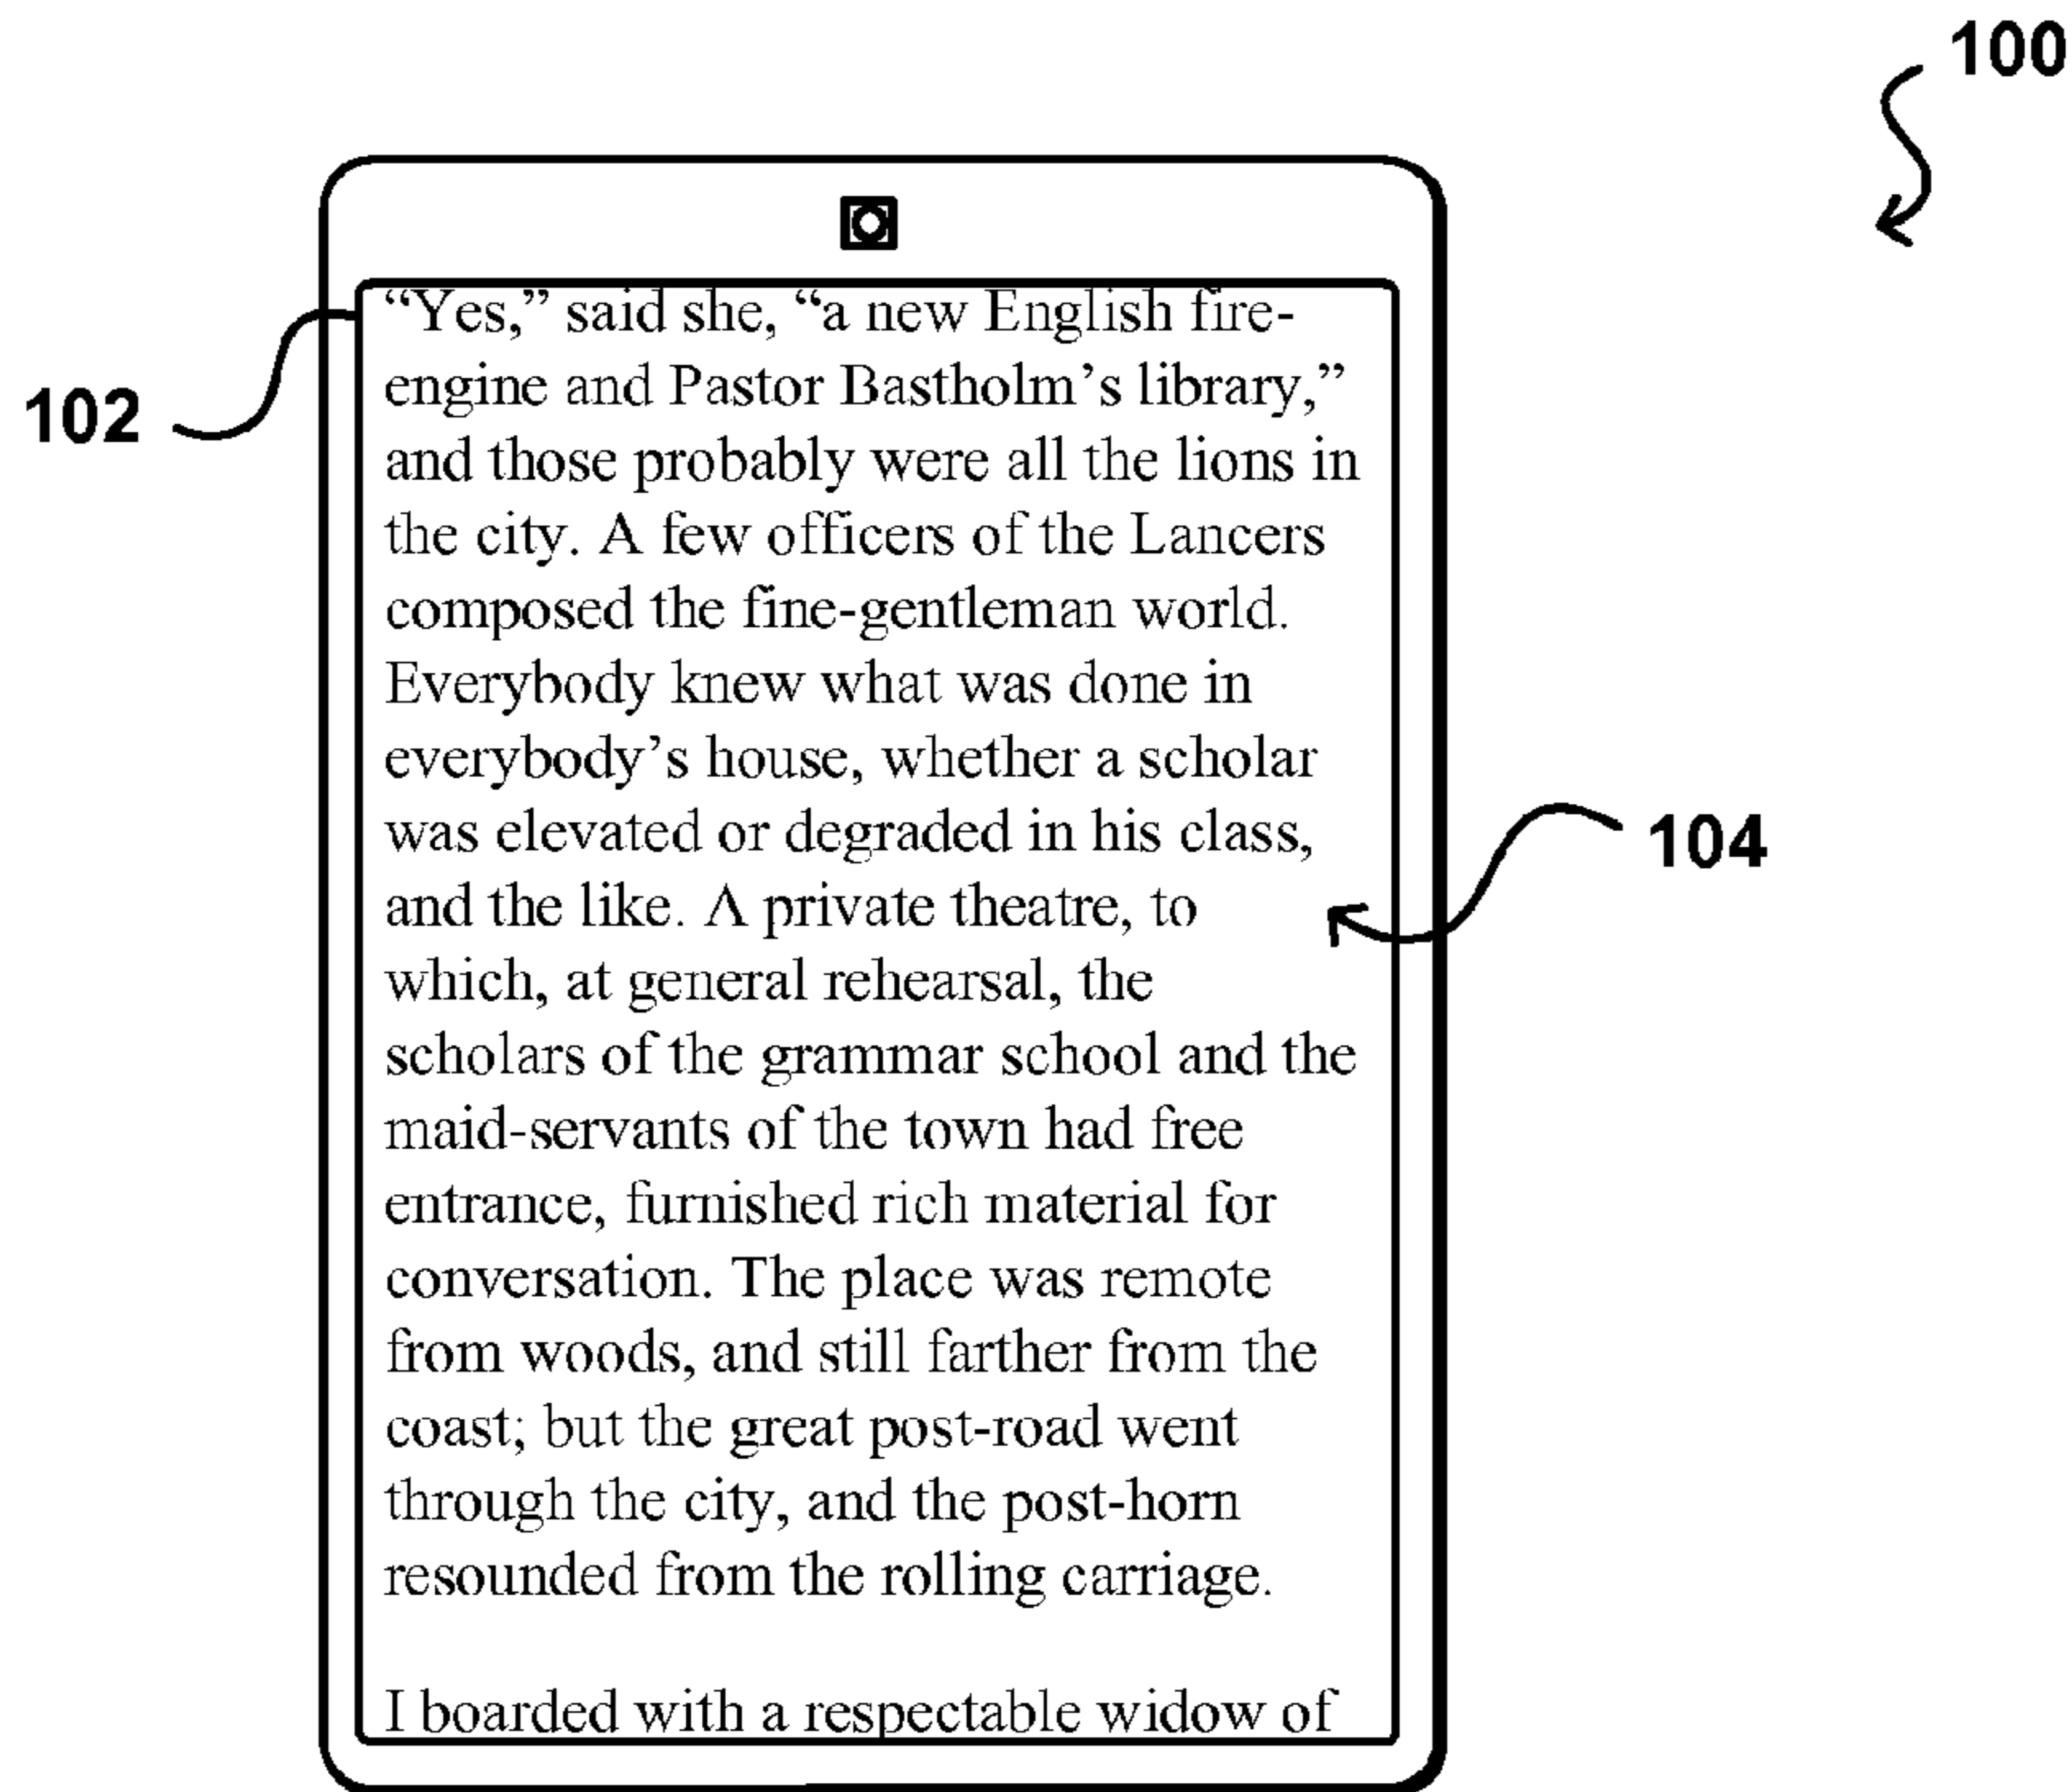 100
102
104
“Yes,” said she, “a new English fire-
engine and Pastor Bastholm’s library,”
and those probably were all the lions in
the city. A few officers of the Lancers
composed the fine-gentleman world.
Everybody knew what was done in
everybody’s house, whether a scholar
was elevated or degraded in his class,
and the like. A private theatre, to
which, at general rehearsal, the
scholars of the grammar school and the
maid-servants of the town had free
entrance, furnished rich material for
conversation. The place was remote
from woods, and still farther from the
coast; but the great post-road went
through the city, and the post-horn
resounded from the rolling carriage.
I boarded with a respectable widow of